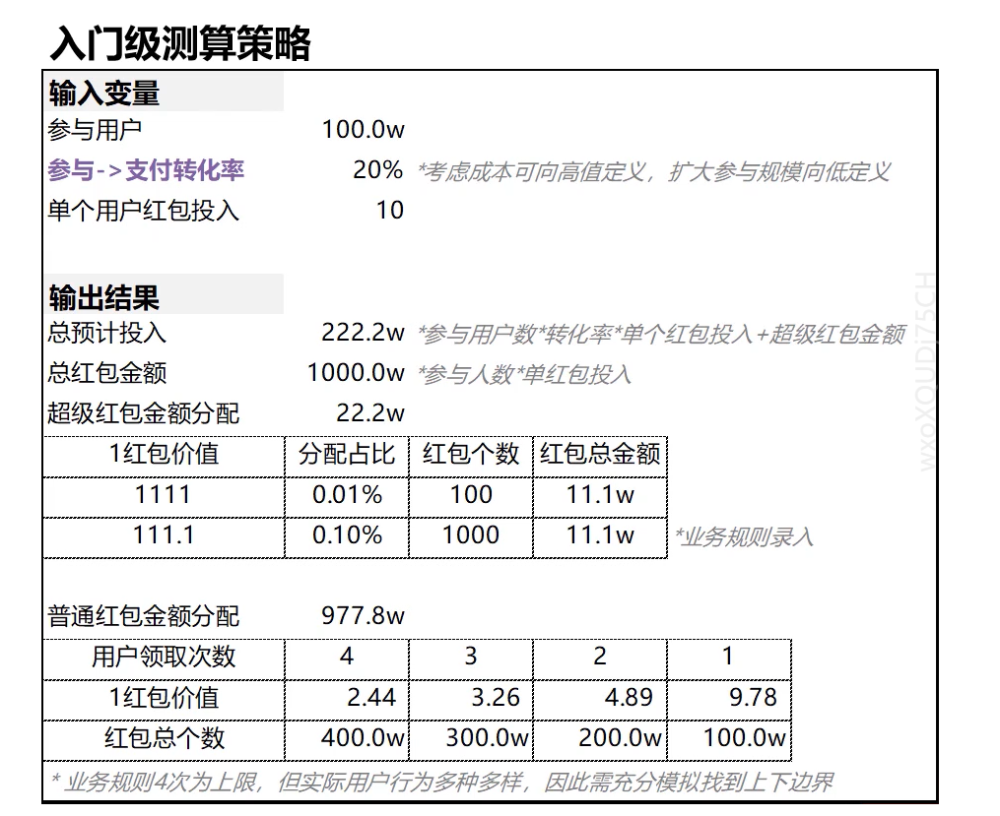 入门级测算策略
输入变量
参与用户 100.0w
参与->支付转化率 20% *考虑成本可向高值定义，扩大参与规模向低定义
单个用户红包投入 10
输出结果
总预计投入 222.2w *参与用户数*转化率*单个红包投入+超级红包金额
总红包金额 1000.0w *参与人数*单红包投入
超级红包金额分配 22.2w
1红包价值 分配占比 红包个数 红包总金额
1111 0.01% 100 11.1w
111.1 0.10% 1000 11.1w *业务规则录入
普通红包金额分配 977.8w
用户领取次数 4 3 2 1
1红包价值 2.44 3.26 4.89 9.78
红包总个数 400.0w 300.0w 200.0w 100.0w
* 业务规则4次为上限，但实际用户行为多种多样，因此需充分模拟找到上下边界
wxoXQUDi75CH